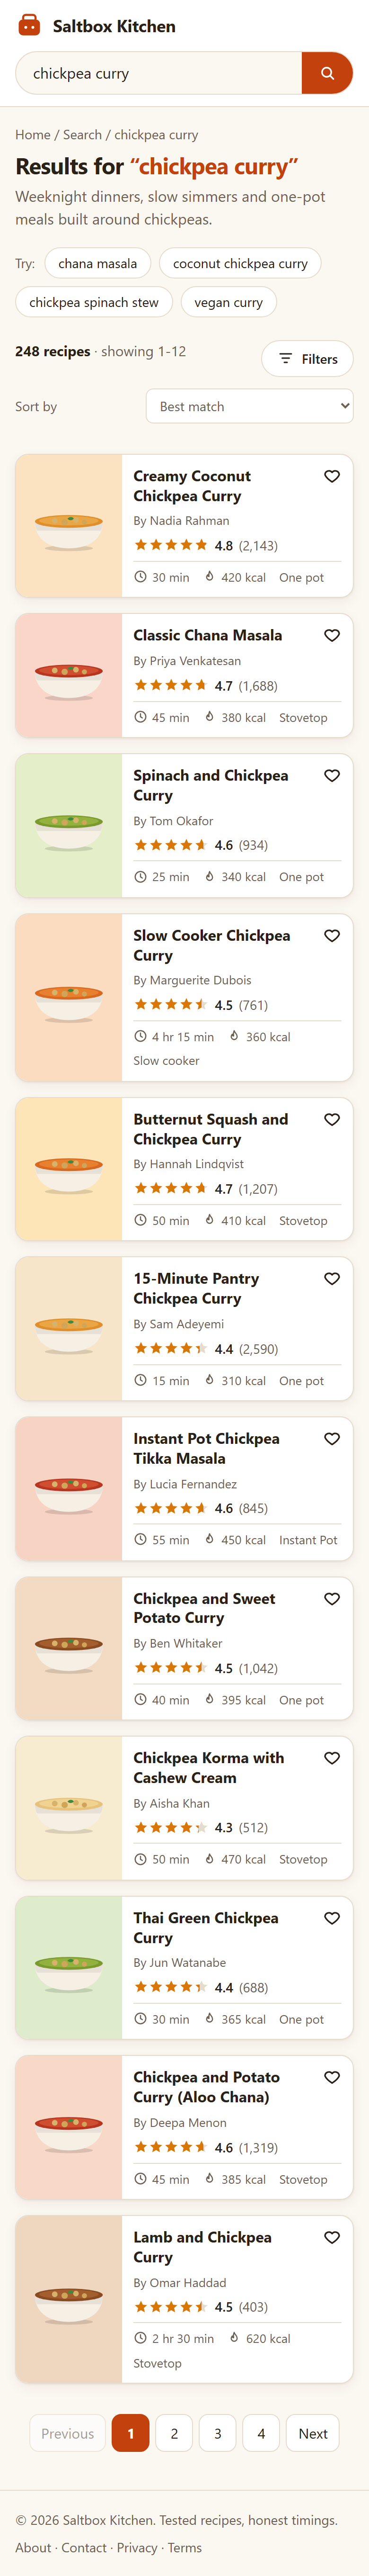 Saltbox Kitchen
chickpea curry
Home / Search / chickpea curry
Results for “chickpea curry”
Weeknight dinners, slow simmers and one-pot
meals built around chickpeas.
Try: chana masala coconut chickpea curry
chickpea spinach stew vegan curry
248 recipes · showing 1-12 Filters
Sort by Best match
Creamy Coconut
Chickpea Curry
By Nadia Rahman
4.8 (2,143)
30 min 420 kcal One pot
Classic Chana Masala
By Priya Venkatesan
4.7 (1,688)
45 min 380 kcal Stovetop
Spinach and Chickpea
Curry
By Tom Okafor
4.6 (934)
25 min 340 kcal One pot
Slow Cooker Chickpea
Curry
By Marguerite Dubois
4.5 (761)
4 hr 15 min 360 kcal
Slow cooker
Butternut Squash and
Chickpea Curry
By Hannah Lindqvist
4.7 (1,207)
50 min 410 kcal Stovetop
15-Minute Pantry
Chickpea Curry
By Sam Adeyemi
4.4 (2,590)
15 min 310 kcal One pot
Instant Pot Chickpea
Tikka Masala
By Lucia Fernandez
4.6 (845)
55 min 450 kcal Instant Pot
Chickpea and Sweet
Potato Curry
By Ben Whitaker
4.5 (1,042)
40 min 395 kcal One pot
Chickpea Korma with
Cashew Cream
By Aisha Khan
4.3 (512)
50 min 470 kcal Stovetop
Thai Green Chickpea
Curry
By Jun Watanabe
4.4 (688)
30 min 365 kcal One pot
Chickpea and Potato
Curry (Aloo Chana)
By Deepa Menon
4.6 (1,319)
45 min 385 kcal Stovetop
Lamb and Chickpea
Curry
By Omar Haddad
4.5 (403)
2 hr 30 min 620 kcal
Stovetop
Previous 1 2 3 4 Next
© 2026 Saltbox Kitchen. Tested recipes, honest timings.
About · Contact · Privacy · Terms